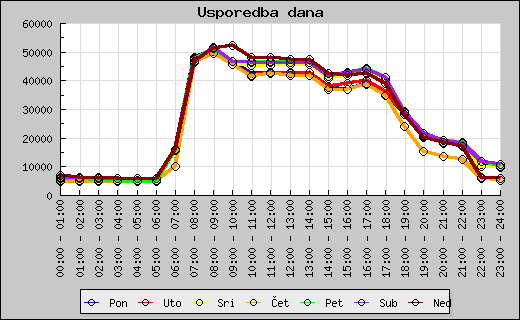 Usporedba dana
60000
50000
40000
30000
20000
10000
0
00:00 - 01:00
01:00 - 02:00
02:00 - 03:00
03:00 - 04:00
04:00 - 05:00
05:00 - 06:00
06:00 - 07:00
07:00 - 08:00
08:00 - 09:00
09:00 - 10:00
10:00 - 11:00
11:00 - 12:00
12:00 - 13:00
13:00 - 14:00
14:00 - 15:00
15:00 - 16:00
16:00 - 17:00
17:00 - 18:00
18:00 - 19:00
19:00 - 20:00
20:00 - 21:00
21:00 - 22:00
22:00 - 23:00
23:00 - 24:00
Pon Uto Sri Čet Pet Sub Ned